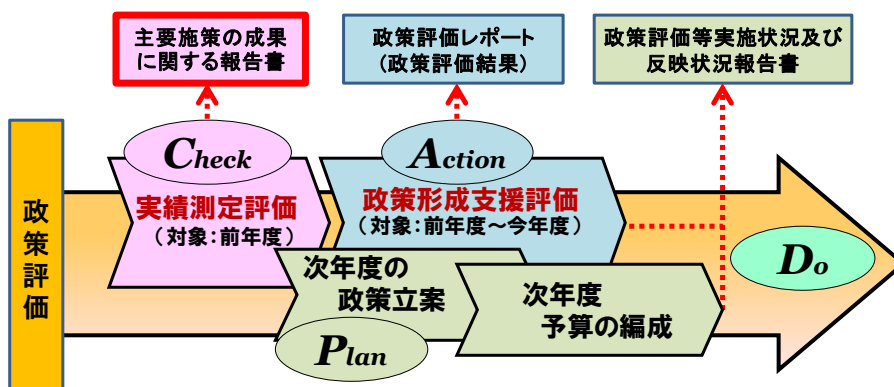 主要施策の成果
に関する報告書
政策評価レポート
（政策評価結果）
政策評価等実施状況及び
反映状況報告書
政策評価
Check
実績測定評価
（対象：前年度）
Action
政策形成支援評価
（対象：前年度～今年度）
次年度の
政策立案
Plan
次年度
予算の編成
Do